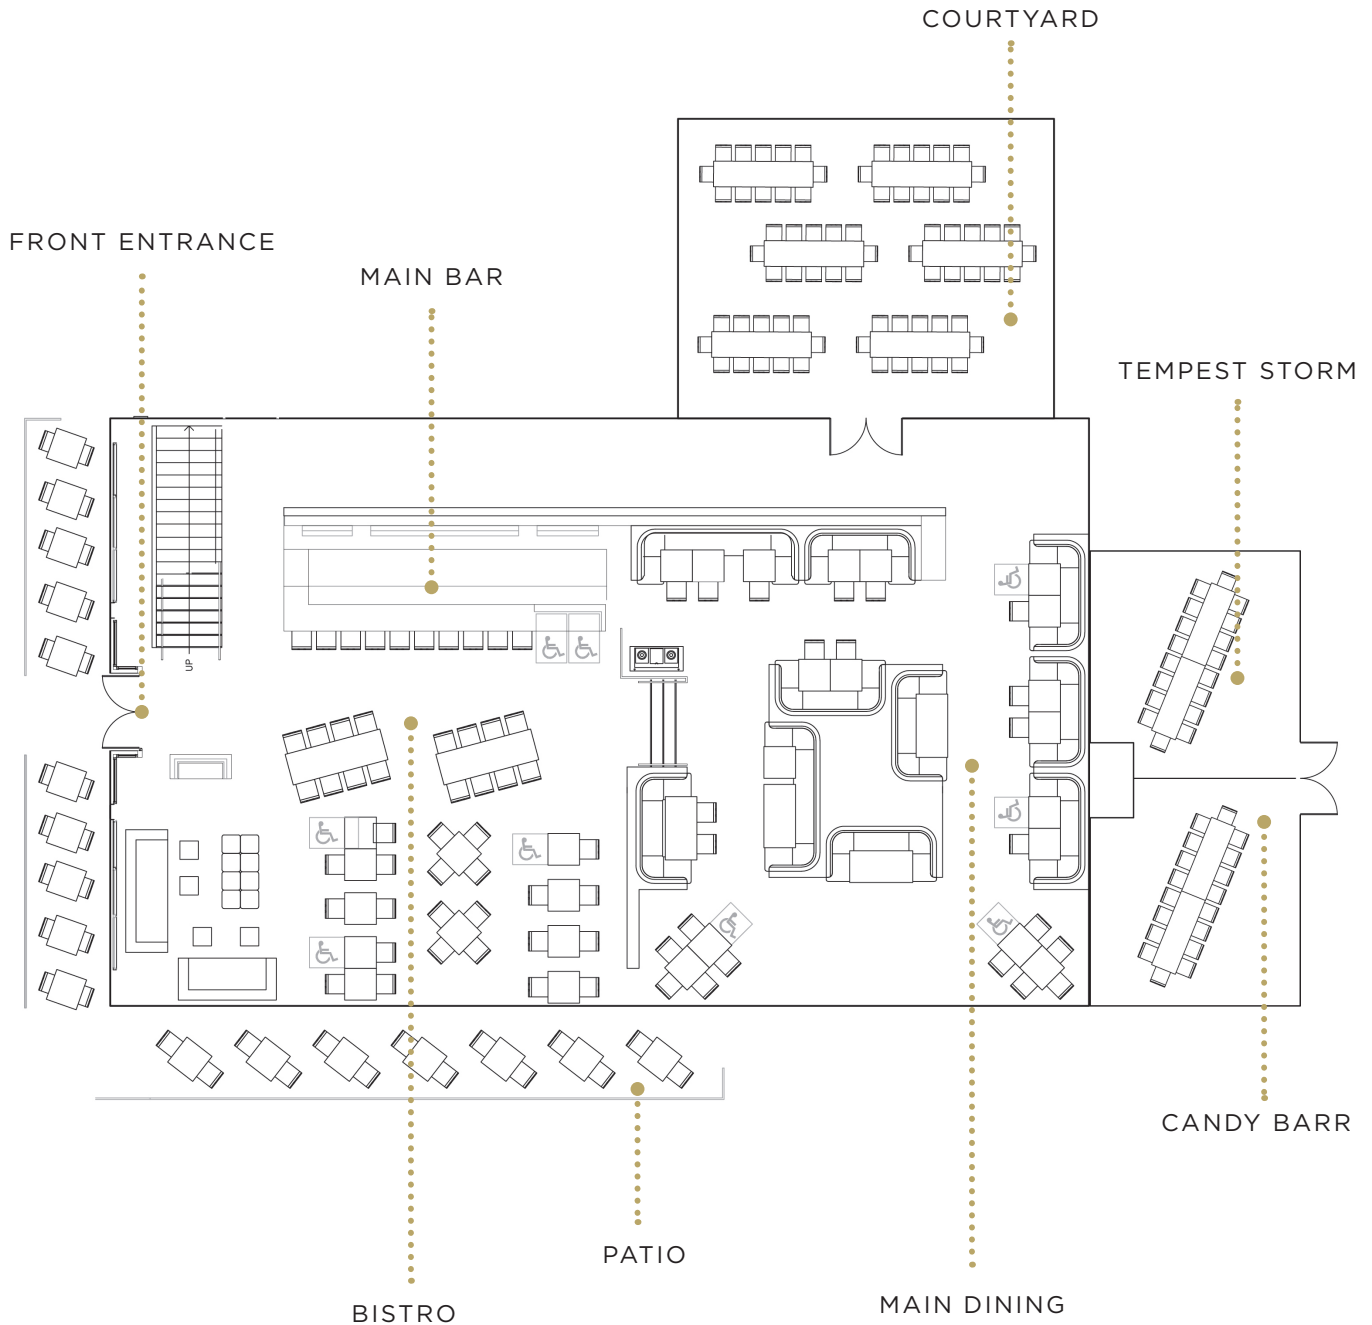 COURTYARD
FRONT ENTRANCE
MAIN BAR
TEMPEST STORM
UP
CANDY BARR
PATIO
MAIN DINING
BISTRO